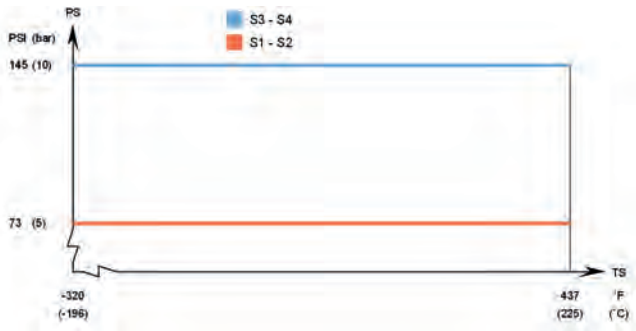 PS
S3 - S4
PSI (bar)
S1 - S2
145 (10)
73 (5)
TS
-320 437 °F
(-196) (225) (°C)